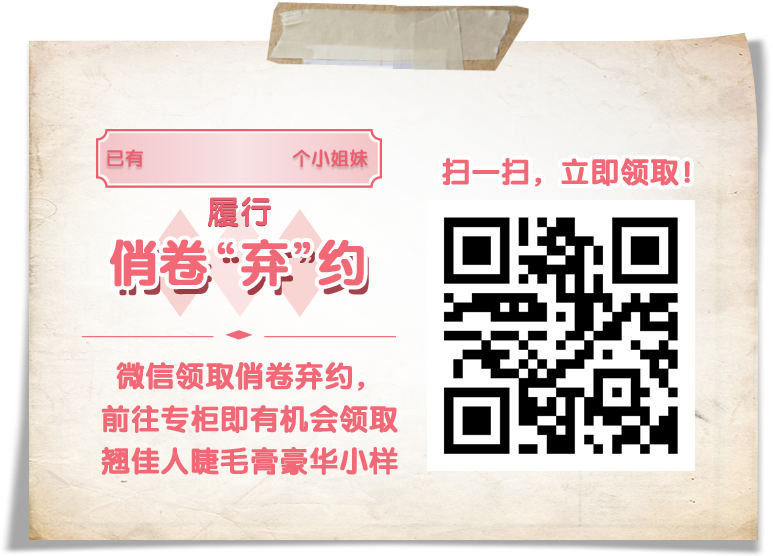 已有 个小姐妹
履行
俏卷“弃”约
微信领取俏卷弃约，
前往专柜即有机会领取
翘佳人睫毛膏豪华小样
扫一扫，立即领取！